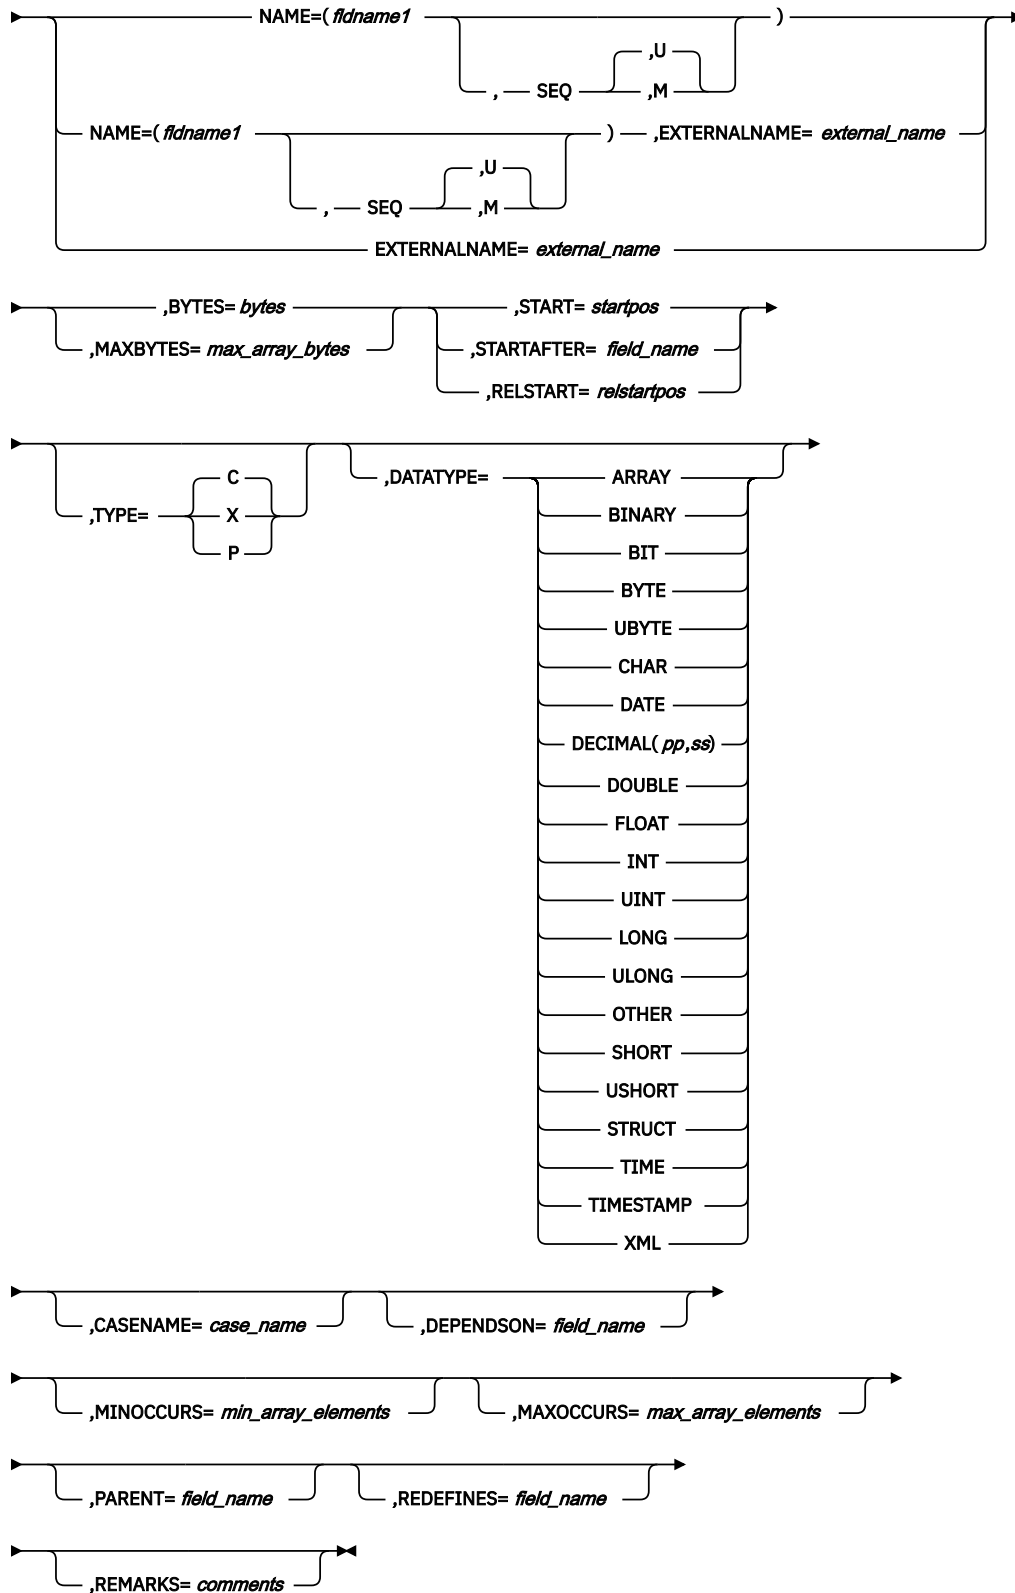 NAME=( fldname1 )
,U
, SEQ ,M
NAME=( fldname1 ) ,EXTERNALNAME= external_name
,U
, SEQ ,M
EXTERNALNAME= external_name
,BYTES= bytes ,START= startpos
,MAXBYTES= max_array_bytes ,STARTAFTER= field_name
,RELSTART= relstartpos
C ,DATATYPE= ARRAY
,TYPE= X BINARY
P BIT
BYTE
UBYTE
CHAR
DATE
DECIMAL( pp,ss)
DOUBLE
FLOAT
INT
UINT
LONG
ULONG
OTHER
SHORT
USHORT
STRUCT
TIME
TIMESTAMP
XML
,CASENAME= case_name ,DEPENDSON= field_name
,MINOCCURS= min_array_elements ,MAXOCCURS= max_array_elements
,PARENT= field_name ,REDEFINES= field_name
,REMARKS= comments